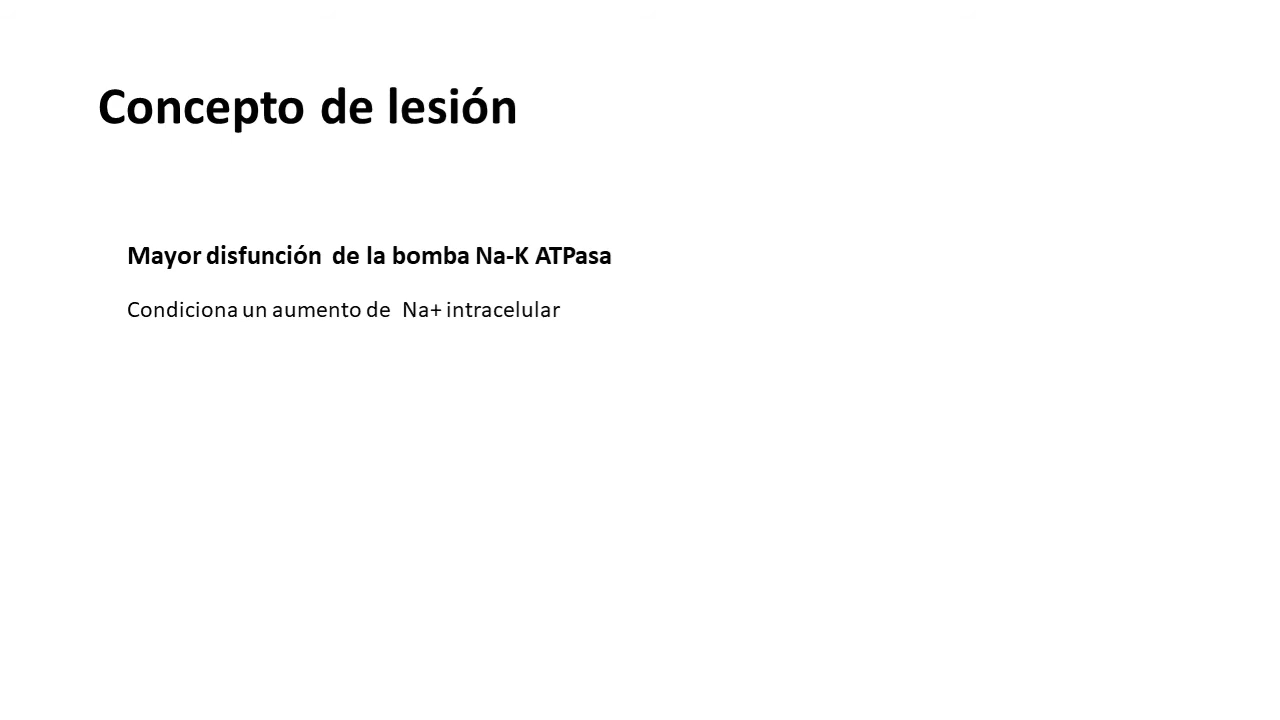 Concepto de lesión
Mayor disfunción de la bomba Na-K ATPasa
Condiciona un aumento de Na+ intracelular